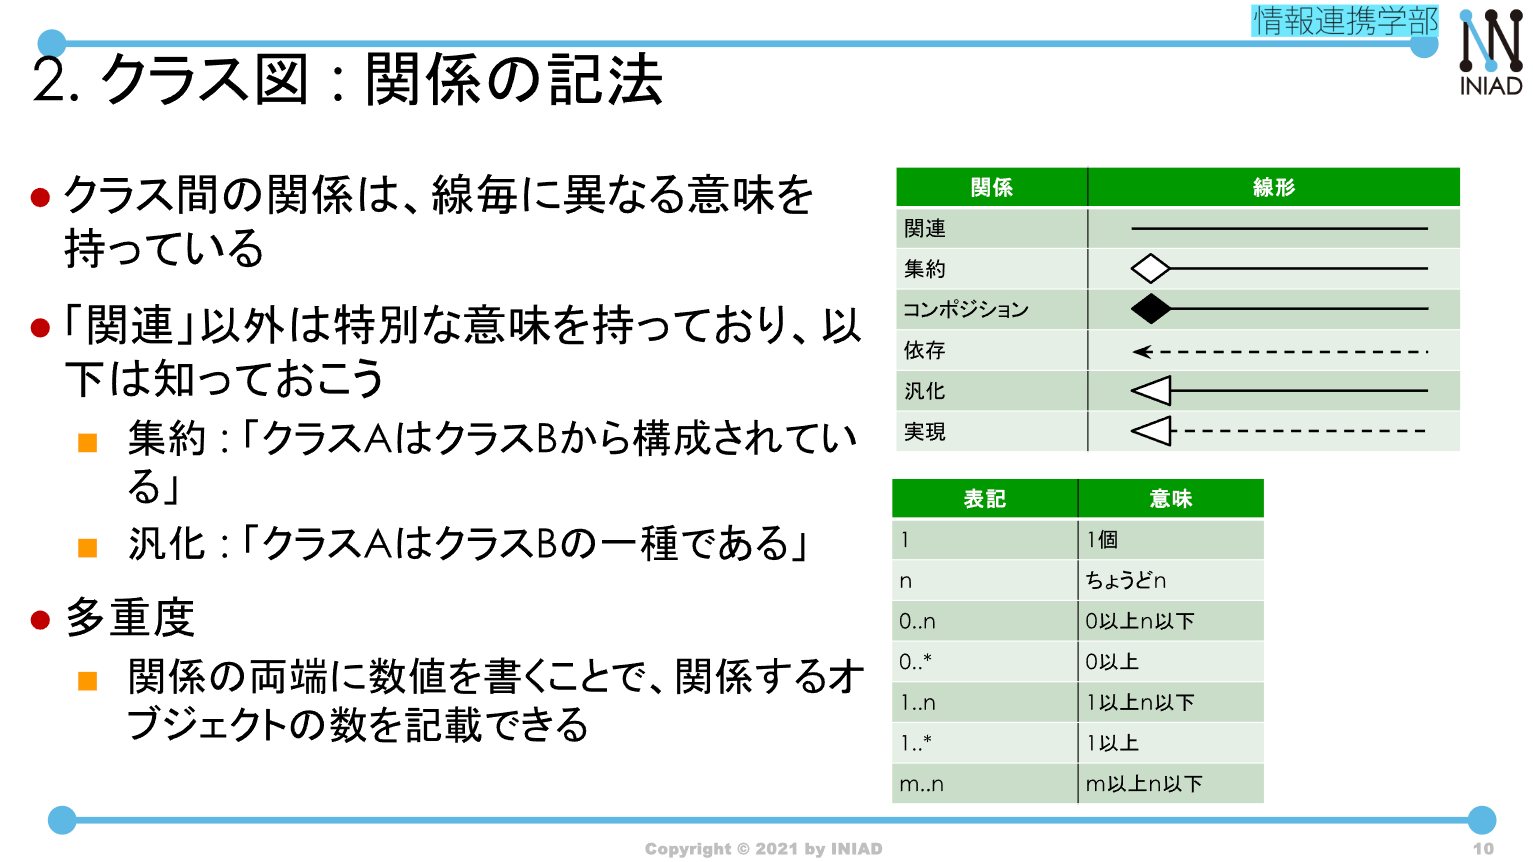 情報連携学部
INIAD
2. クラス図：関係の記法
● クラス間の関係は、線毎に異なる意味を
持っている
● 「関連」以外は特別な意味を持っており、以
下は知っておこう
■ 集約：「クラスAはクラスBから構成されてい
る」
■ 汎化：「クラスAはクラスBの一種である」
● 多重度
■ 関係の両端に数値を書くことで、関係するオ
ブジェクトの数を記載できる
関係 線形
関連
集約
コンポジション
依存
汎化
実現
表記 意味
1 1個
n ちょうどn
0..n 0以上n以下
0..* 0以上
1..n 1以上n以下
1..* 1以上
m..n m以上n以下
Copyright © 2021 by INIAD
10